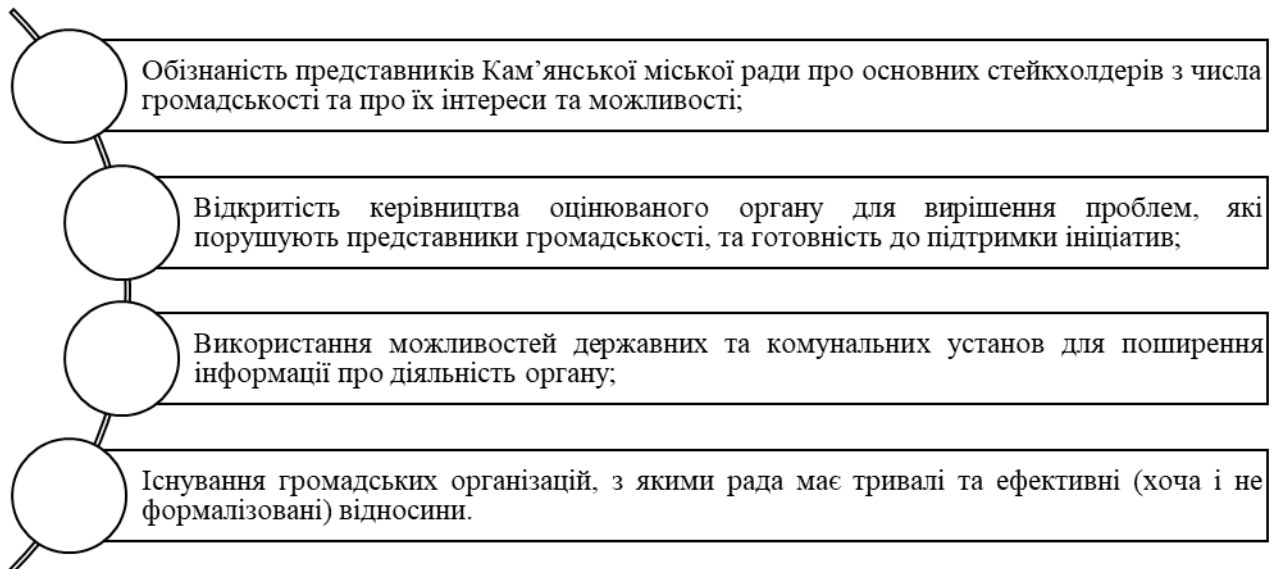 Обізнаність представників Кам’янської міської ради про основних стейкхолдерів з числа
громадськості та про їх інтереси та можливості;
Відкритість керівництва оцінюваного органу для вирішення проблем, які
порушують представники громадськості, та готовність до підтримки ініціатив;
Використання можливостей державних та комунальних установ для поширення
інформації про діяльність органу;
Існування громадських організацій, з якими рада має тривалі та ефективні (хоча і не
формалізовані) відносини.